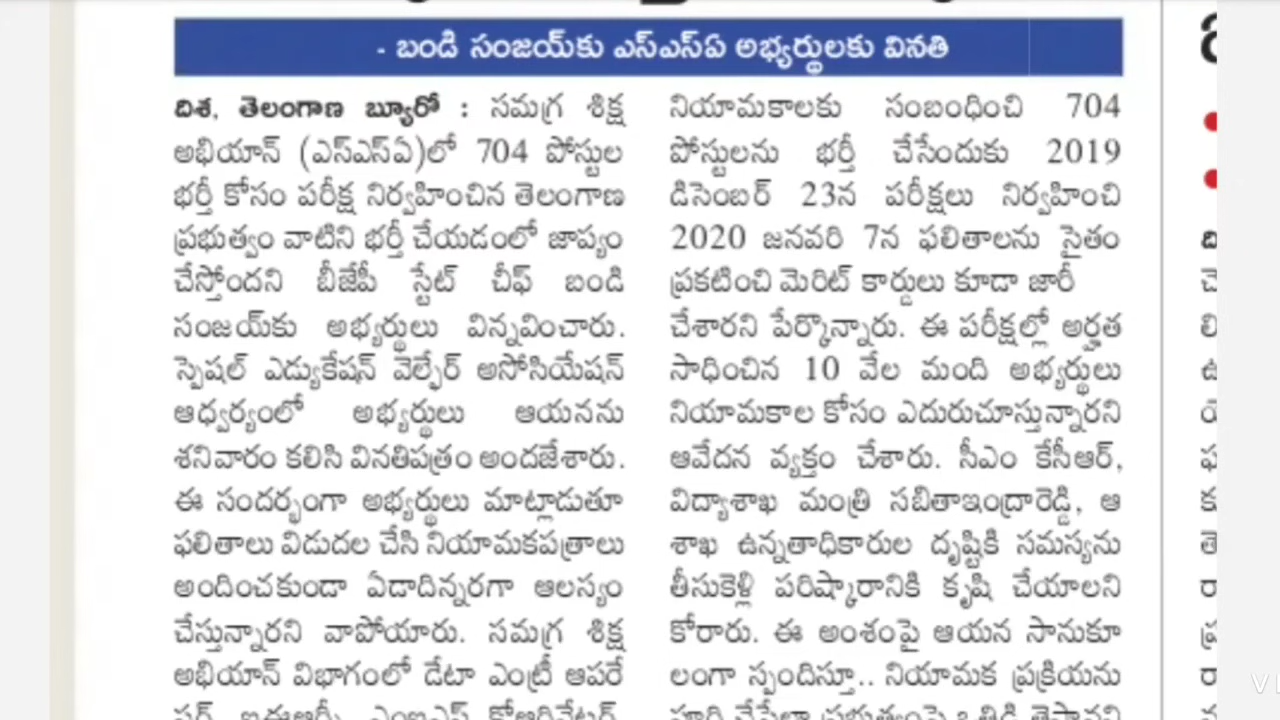 - బండి సంజయ్‌కు ఎస్ఎస్ఏ అభ్యర్థులకు వినతి
దిశ, తెలంగాణ బ్యూరో : సమగ్ర శిక్ష
అభియాన్ (ఎస్ఎస్ఏ)లో 704 పోస్టుల
భర్తీ కోసం పరీక్ష నిర్వహించిన తెలంగాణ
ప్రభుత్వం వాటిని భర్తీ చేయడంలో జాప్యం
చేస్తోందని బీజేపీ స్టేట్ చీఫ్ బండి
సంజయ్‌కు అభ్యర్థులు విన్నవించారు.
స్పెషల్ ఎడ్యుకేషన్ వెల్ఫేర్ అసోసియేషన్
ఆధ్వర్యంలో అభ్యర్థులు ఆయనను
శనివారం కలిసి వినతిపత్రం అందజేశారు.
ఈ సందర్భంగా అభ్యర్థులు మాట్లాడుతూ
ఫలితాలు విడుదల చేసి నియామకపత్రాలు
అందించకుండా ఏడాదిన్నరగా ఆలస్యం
చేస్తున్నారని వాపోయారు. సమగ్ర శిక్ష
అభియాన్ విభాగంలో డేటా ఎంట్రీ ఆపరే
నియామకాలకు సంబంధించి 704
పోస్టులను భర్తీ చేసేందుకు 2019
డిసెంబర్ 23న పరీక్షలు నిర్వహించి
2020 జనవరి 7న ఫలితాలను సైతం
ప్రకటించి మెరిట్ కార్డులు కూడా జారీ
చేశారని పేర్కొన్నారు. ఈ పరీక్షల్లో అర్హత
సాధించిన 10 వేల మంది అభ్యర్థులు
నియామకాల కోసం ఎదురుచూస్తున్నారని
ఆవేదన వ్యక్తం చేశారు. సీఎం కేసీఆర్,
విద్యాశాఖ మంత్రి సబితాఇంద్రారెడ్డి, ఆ
శాఖ ఉన్నతాధికారుల దృష్టికి సమస్యను
తీసుకెళ్లి పరిష్కారానికి కృషి చేయాలని
కోరారు. ఈ అంశంపై ఆయన సానుకూ
లంగా స్పందిస్తూ.. నియామక ప్రక్రియను